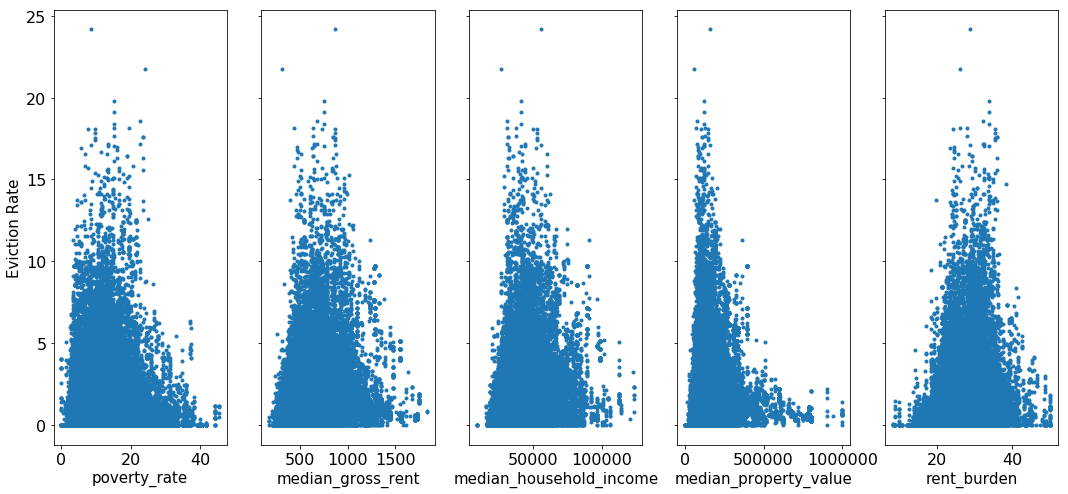 25
20
15
10
5
0
Eviction Rate
0 20 40
500 1000 1500
50000 100000
0 500000 1000000
20 40
poverty_rate
median_gross_rent
median_household_income
median_property_value
rent_burden